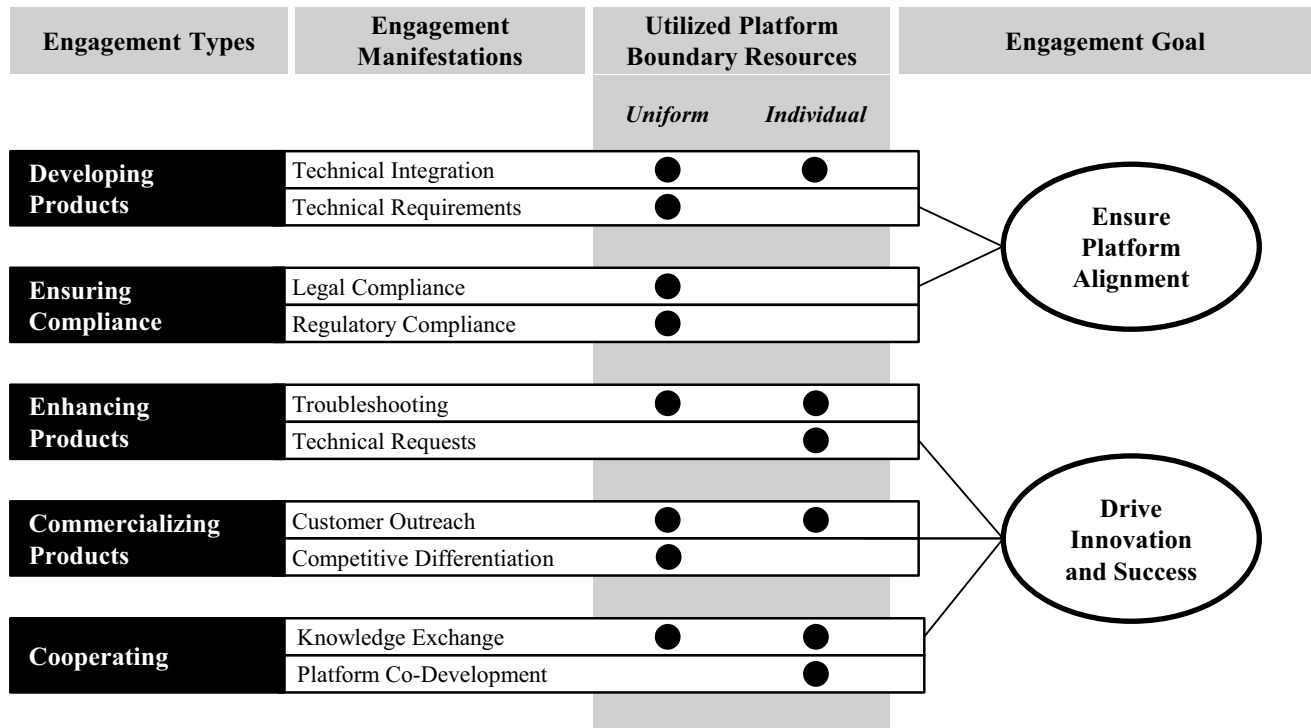 Engagement Types
Engagement
Manifestations
Utilized Platform
Boundary Resources
Engagement Goal
Uniform Individual
Developing
Products
Technical Integration
Technical Requirements
Ensure
Platform
Alignment
Ensuring
Compliance
Legal Compliance
Regulatory Compliance
Enhancing
Products
Troubleshooting
Technical Requests
Commercializing
Products
Customer Outreach
Competitive Differentiation
Drive
Innovation
and Success
Cooperating
Knowledge Exchange
Platform Co-Development